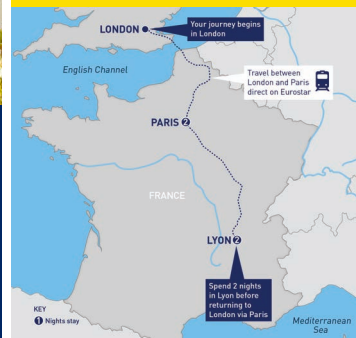 LONDON
Your journey begins
in London
English Channel
Travel between
London and Paris
direct on Eurostar
PARIS 2
FRANCE
LYON 2
Spend 2 nights
in Lyon before
returning to
London via Paris
KEY
1 Nights stay
Mediterranean
Sea